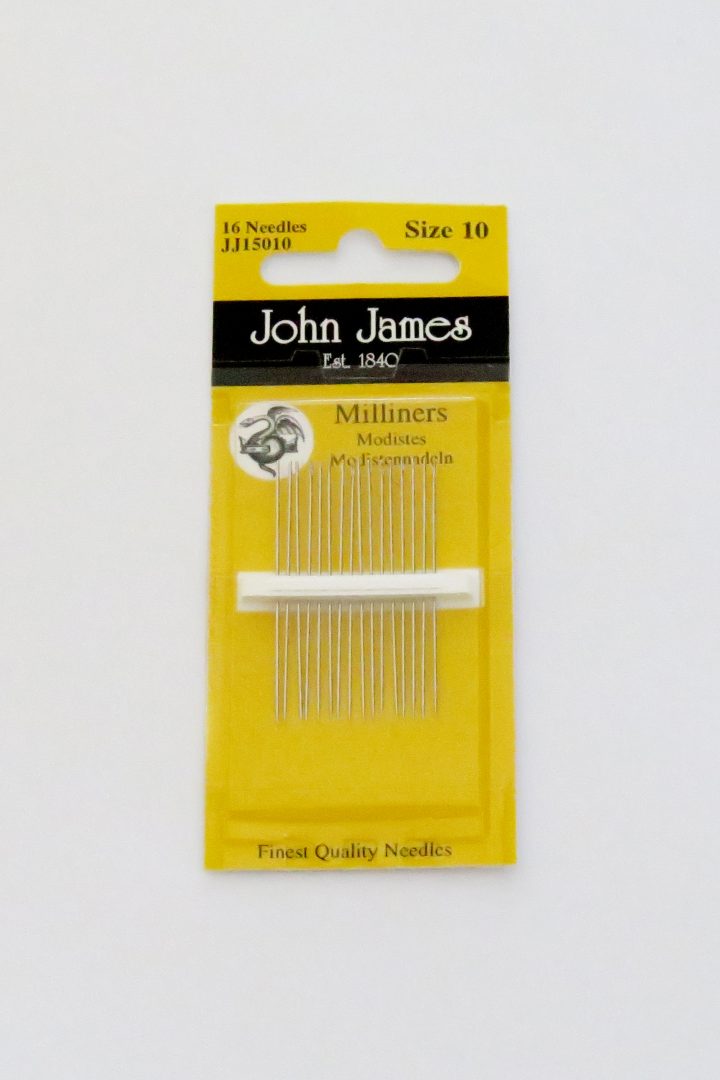 16 Needles
JJ15010
Size 10
John James
Est. 1840
Milliners
Modistes
Modistennadeln
Finest Quality Needles